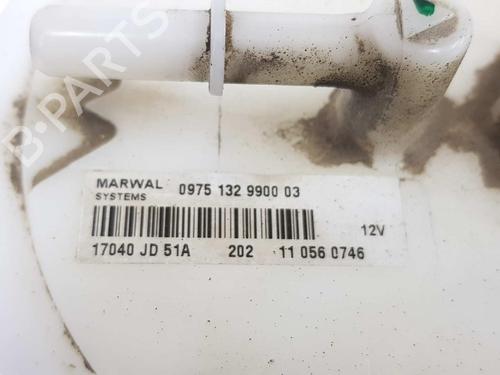 B-PARTS
MARWAL 0975 132 9900 03
SYSTEMS
12V
17040 JD 51A 202 11 056 0746